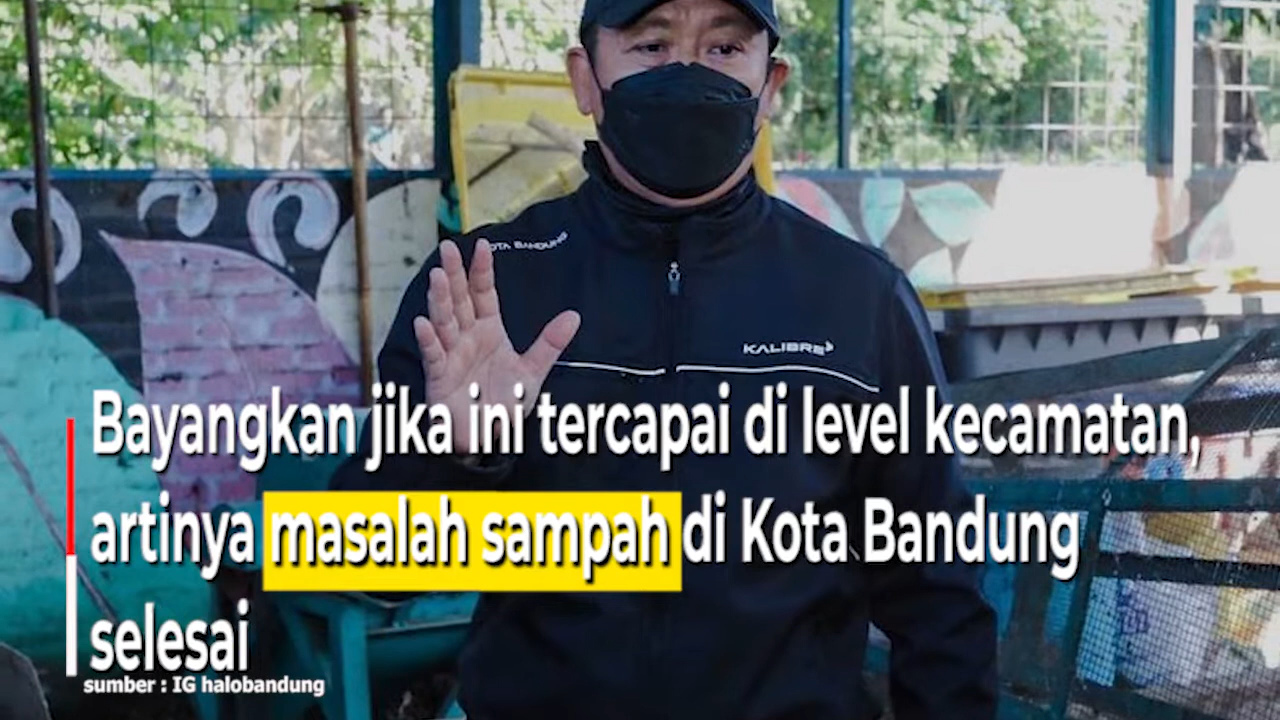 KOTA BANDUNG
KALIBRE
Bayangkan jika ini tercapai di level kecamatan,
artinya masalah sampah di Kota Bandung
selesai
sumber : IG halobandung